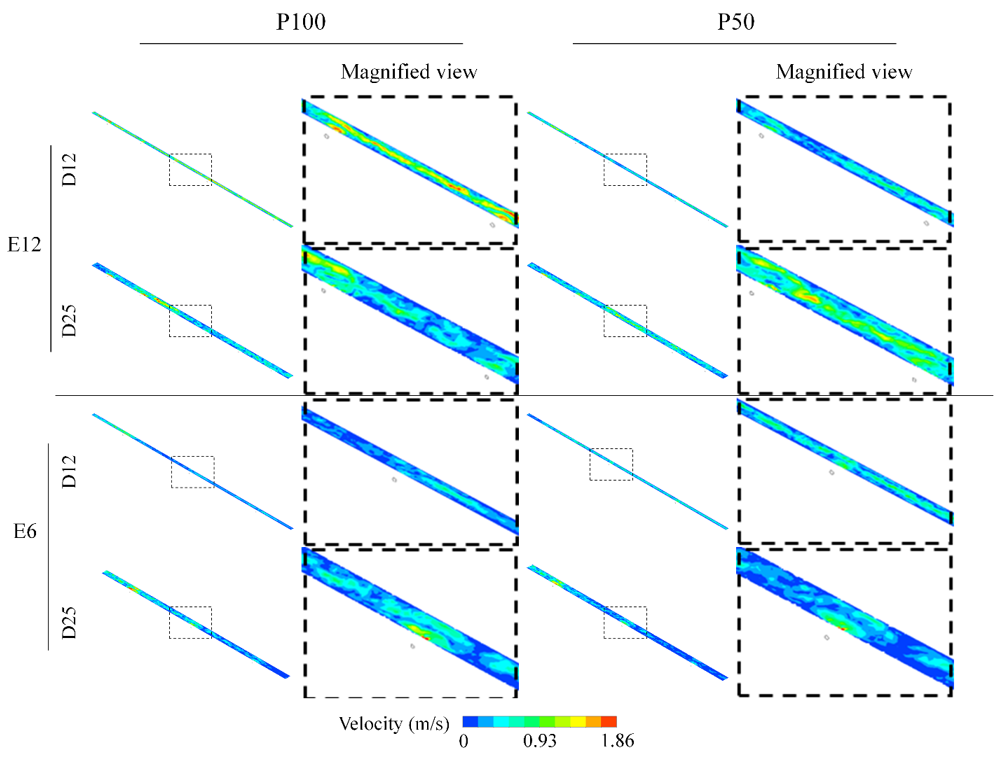 P100
P50
Magnified view
Magnified view
E12
D12
D25
E6
D12
D25
Velocity (m/s)
0
0.93
1.86